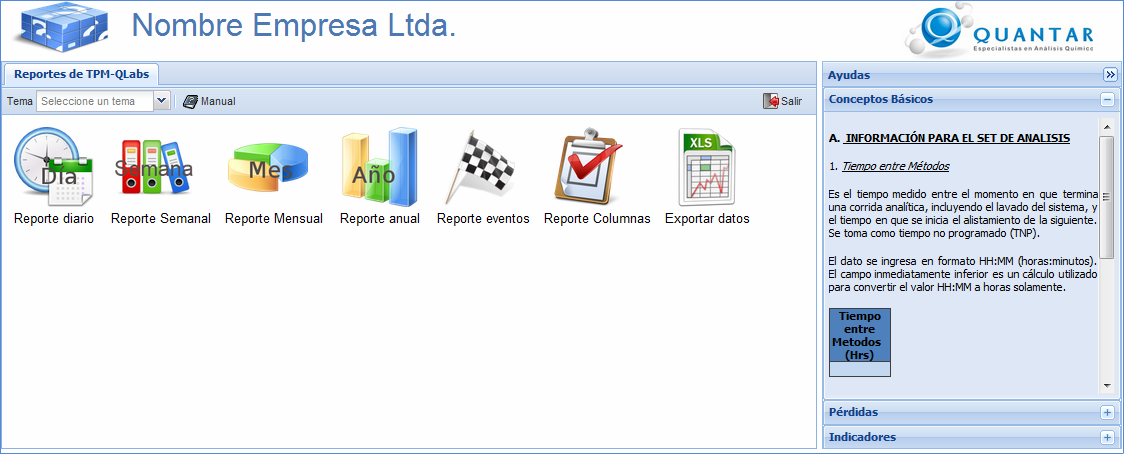 Nombre Empresa Ltda.
QUANTAR
Especialistas en Análisis Químico
Reportes de TPM-QLabs
Tema Seleccione un tema Manual Salir
Día Semana Mes Año XLS
Reporte diario Reporte Semanal Reporte Mensual Reporte anual Reporte eventos Reporte Columnas Exportar datos
Ayudas
Conceptos Básicos
A. INFORMACIÓN PARA EL SET DE ANALISIS
1. Tiempo entre Métodos
Es el tiempo medido entre el momento en que termina
una corrida analítica, incluyendo el lavado del sistema, y
el tiempo en que se inicia el alistamiento de la siguiente.
Se toma como tiempo no programado (TNP).
El dato se ingresa en formato HH:MM (horas:minutos).
El campo inmediatamente inferior es un cálculo utilizado
para convertir el valor HH:MM a horas solamente.
Tiempo
entre
Metodos
(Hrs)
Pérdidas
Indicadores